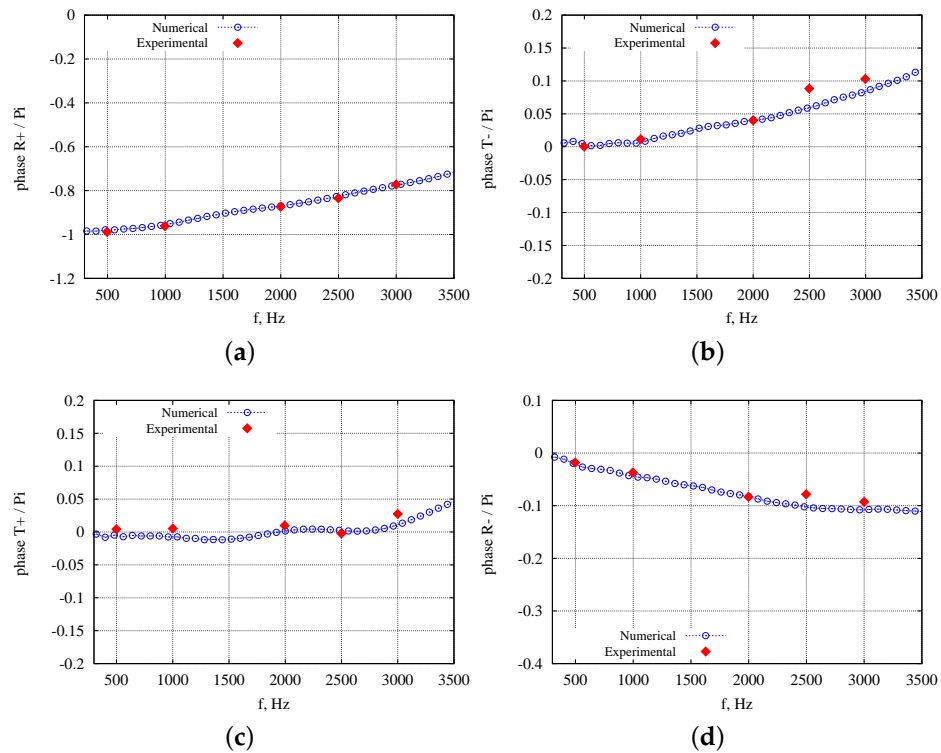 0
-0.2
-0.4
-0.6
-0.8
-1
-1.2
phase R+ / Pi
Numerical
Experimental
500 1000 1500 2000 2500 3000 3500
f, Hz
(a)
0.2
0.15
0.1
0.05
0
-0.05
-0.1
-0.15
-0.2
phase T- / Pi
Numerical
Experimental
500 1000 1500 2000 2500 3000 3500
f, Hz
(b)
0.2
0.15
0.1
0.05
0
-0.05
-0.1
-0.15
-0.2
phase T+ / Pi
Numerical
Experimental
500 1000 1500 2000 2500 3000 3500
f, Hz
(c)
0.1
0
-0.1
-0.2
-0.3
-0.4
phase R- / Pi
Numerical
Experimental
500 1000 1500 2000 2500 3000 3500
f, Hz
(d)